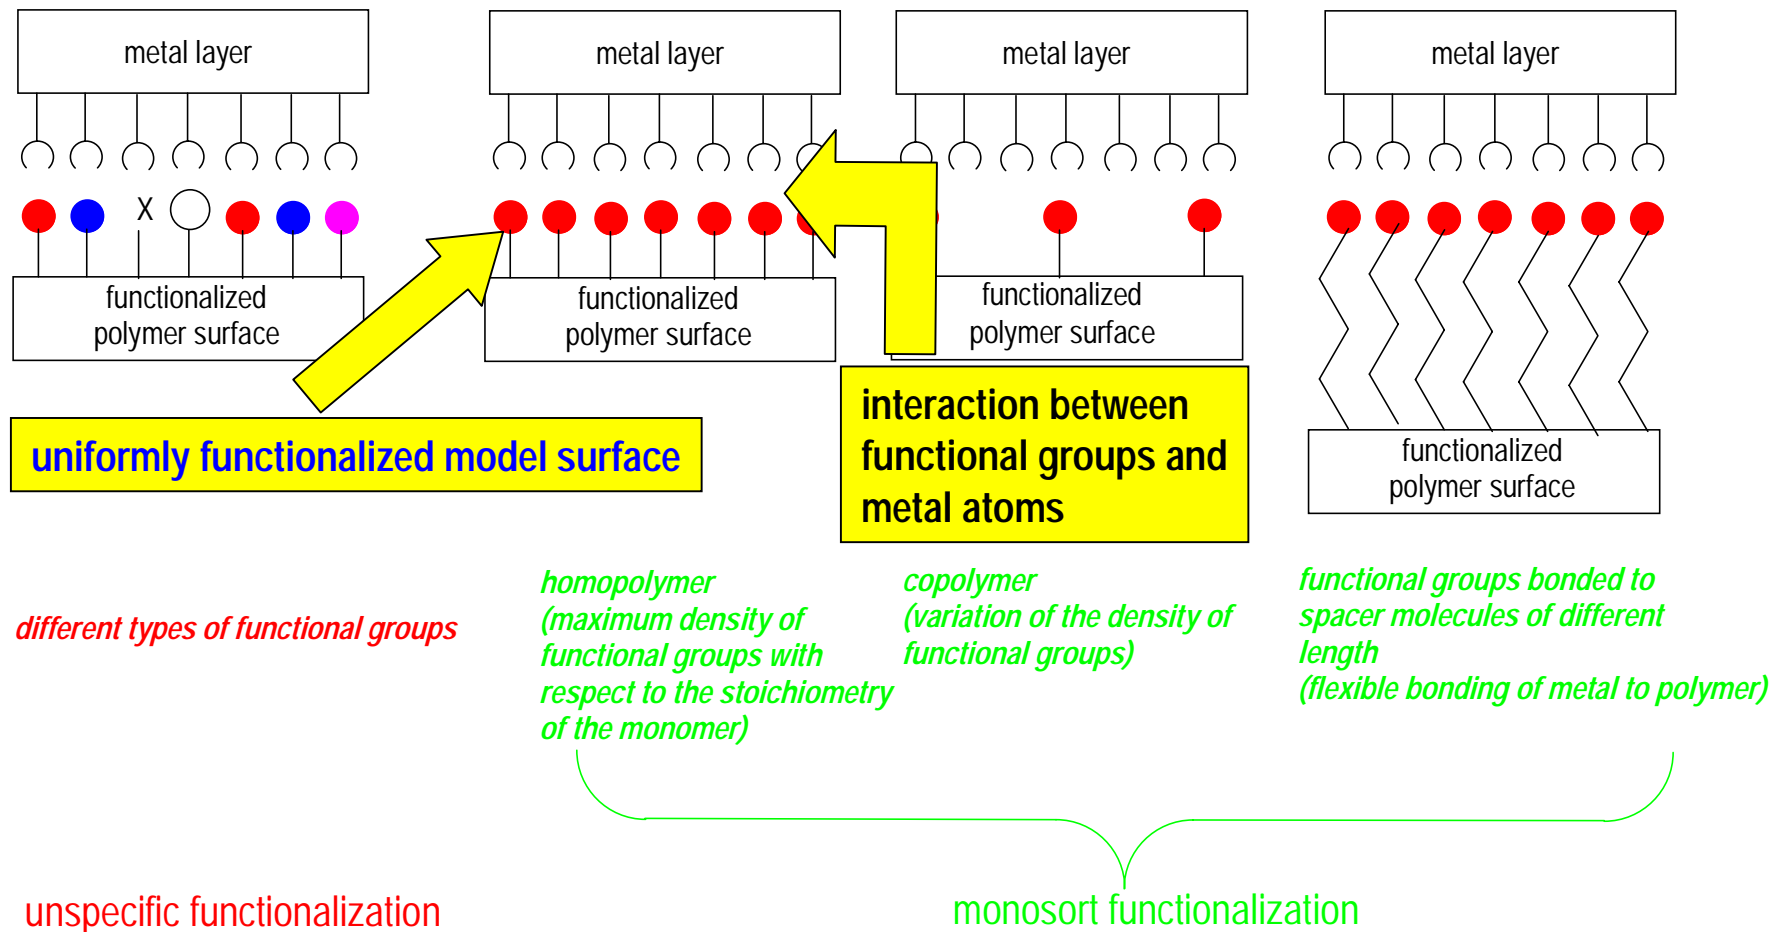 metal layer
metal layer
metal layer
metal layer
X
functionalized
polymer surface
functionalized
polymer surface
functionalized
polymer surface
functionalized
polymer surface
uniformly functionalized model surface
interaction between
functional groups and
metal atoms
different types of functional groups
homopolymer
(maximum density of
functional groups with
respect to the stoichiometry
of the monomer)
copolymer
(variation of the density of
functional groups)
functional groups bonded to
spacer molecules of different
length
(flexible bonding of metal to polymer)
unspecific functionalization
monosort functionalization